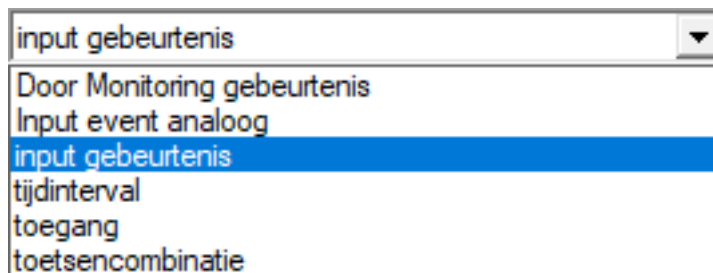 input gebeurtenis
Door Monitoring gebeurtenis
Input event analoog
input gebeurtenis
tijdinterval
toegang
toetsencombinatie